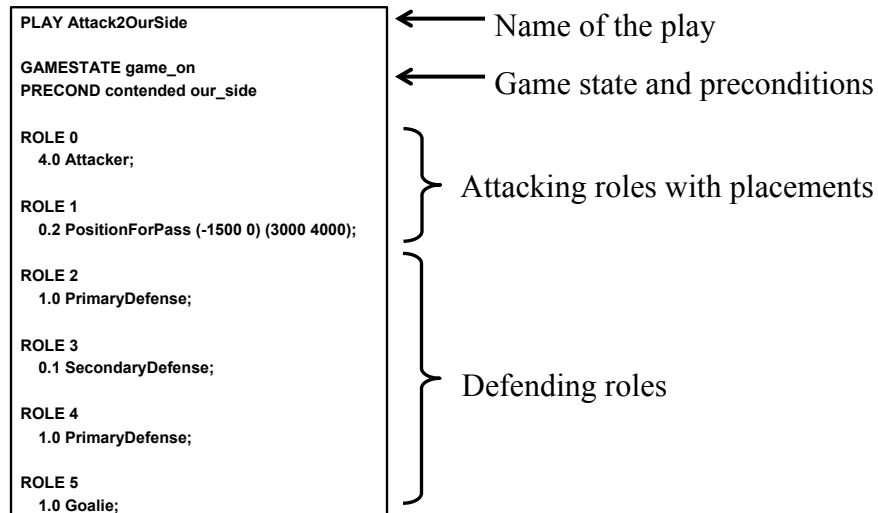 PLAY Attack2OurSide
Name of the play
GAMESTATE game_on
PRECOND contended our_side
Game state and preconditions
ROLE 0
4.0 Attacker;
ROLE 1
0.2 PositionForPass (-1500 0) (3000 4000);
Attacking roles with placements
ROLE 2
1.0 PrimaryDefense;
ROLE 3
0.1 SecondaryDefense;
ROLE 4
1.0 PrimaryDefense;
ROLE 5
1.0 Goalie;
Defending roles